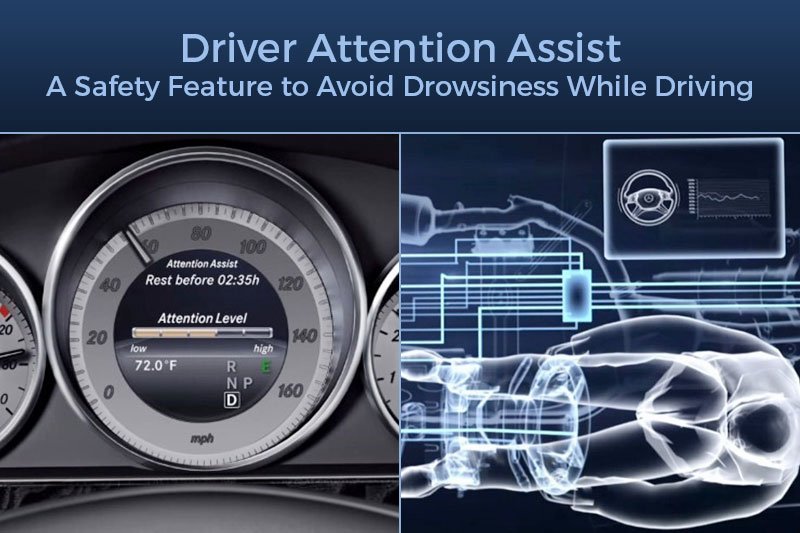 Driver Attention Assist
A Safety Feature to Avoid Drowsiness While Driving
80
60
100
40
120
20
140
0
160
Attention Assist
Rest before 02:35h
Attention Level
low high
72.0°F
R E
N P
D
mph